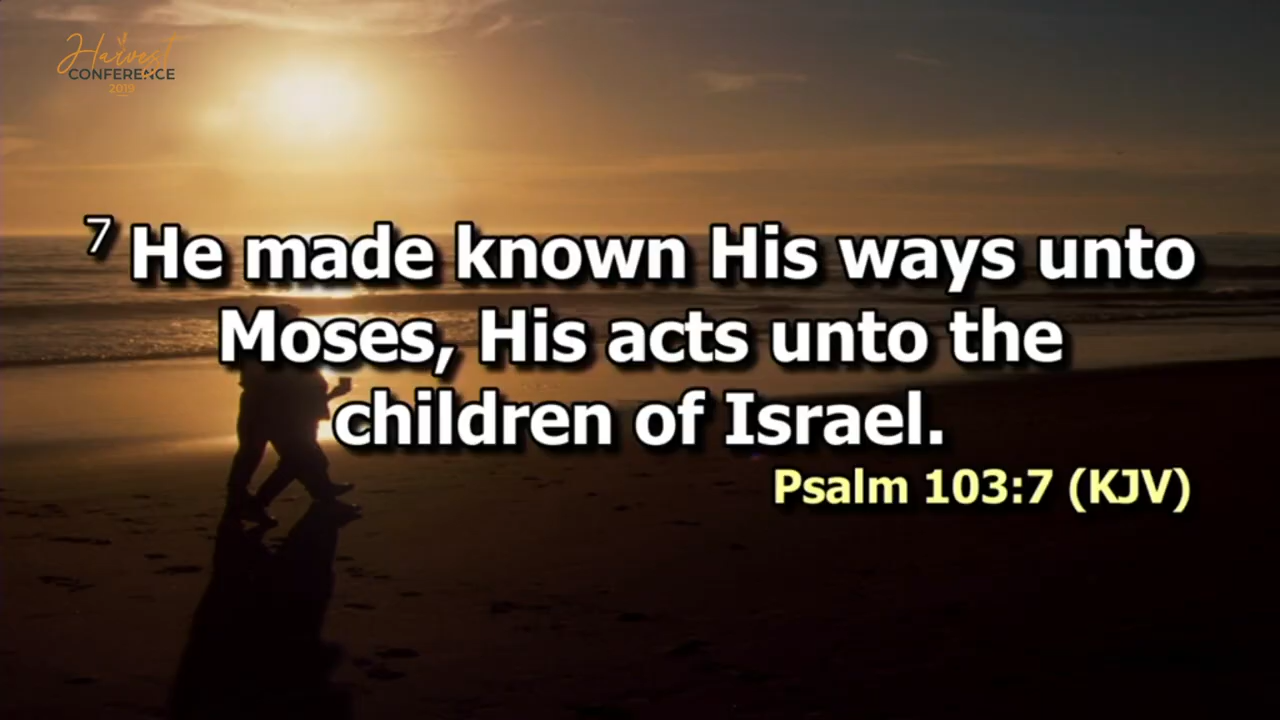 Harvest
CONFERENCE
2019
7 He made known His ways unto
Moses, His acts unto the
children of Israel.
Psalm 103:7 (KJV)